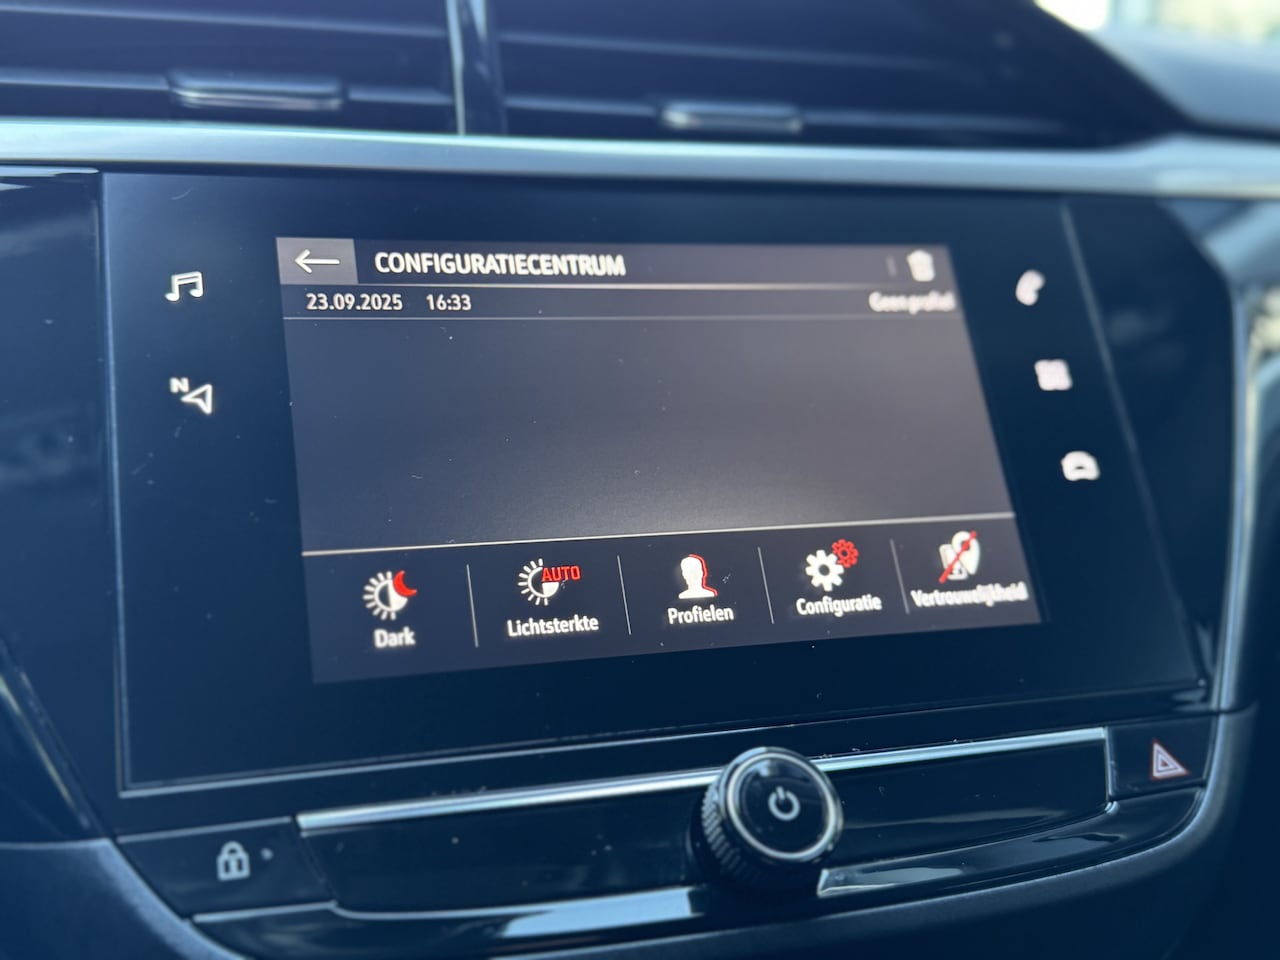 CONFIGURATIECENTRUM
23.09.2025 16:33 Geen profiel
N
Dark
AUTO
Lichtsterkte
Profielen
Configuratie
Vertrouwelijkheid